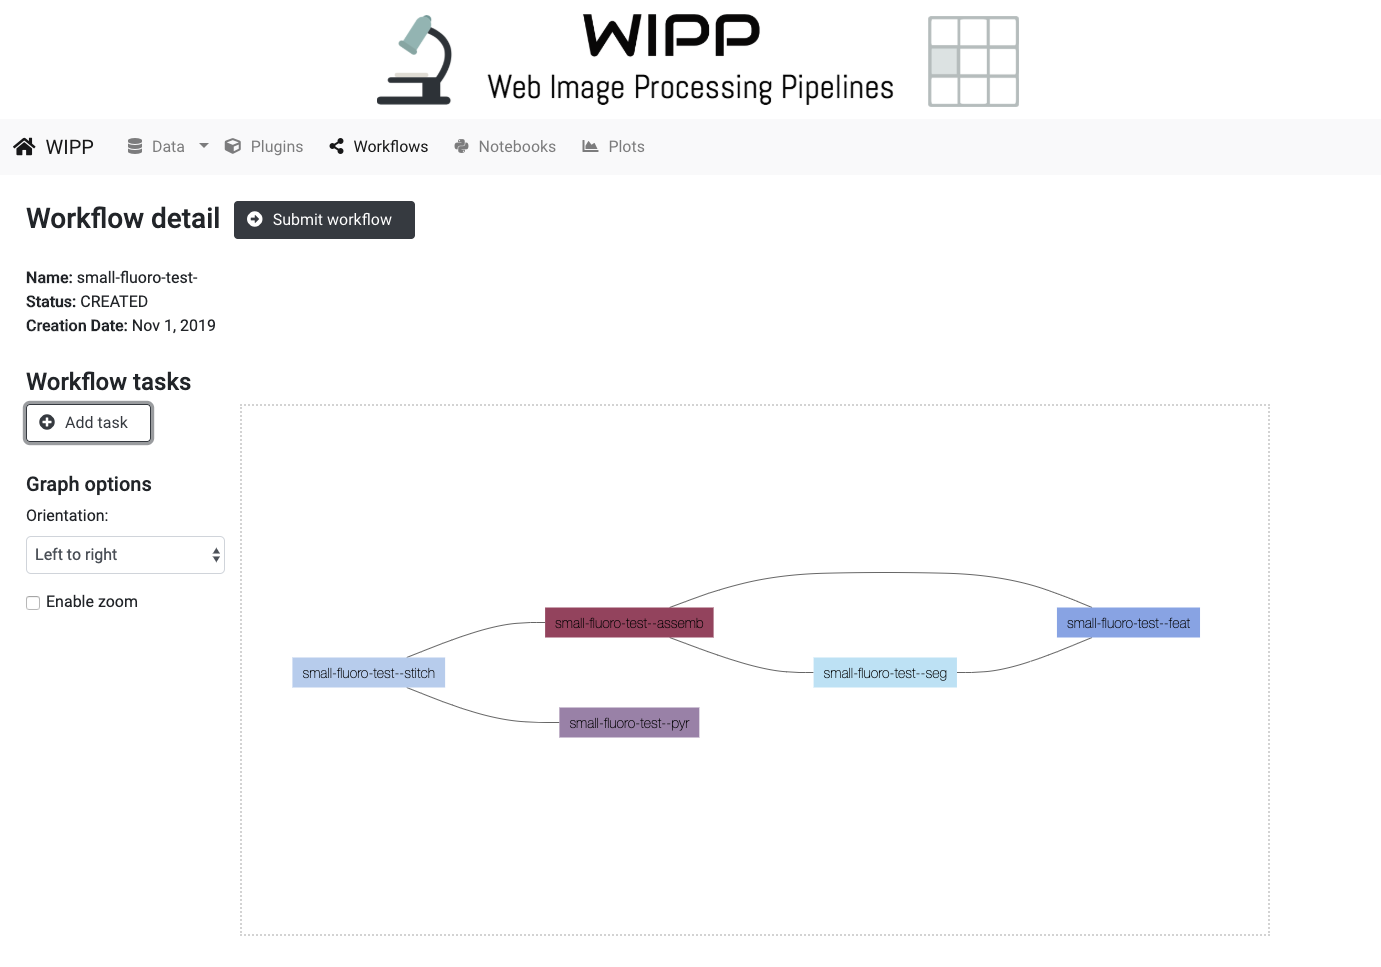 WIPP
Web Image Processing Pipelines
WIPP Data Plugins Workflows Notebooks Plots
Workflow detail Submit workflow
Name: small-fluoro-test-
Status: CREATED
Creation Date: Nov 1, 2019
Workflow tasks
Add task
Graph options
Orientation:
Left to right
Enable zoom
small-fluoro-test--assemb
small-fluoro-test--feat
small-fluoro-test--stitch
small-fluoro-test--seg
small-fluoro-test--pyr